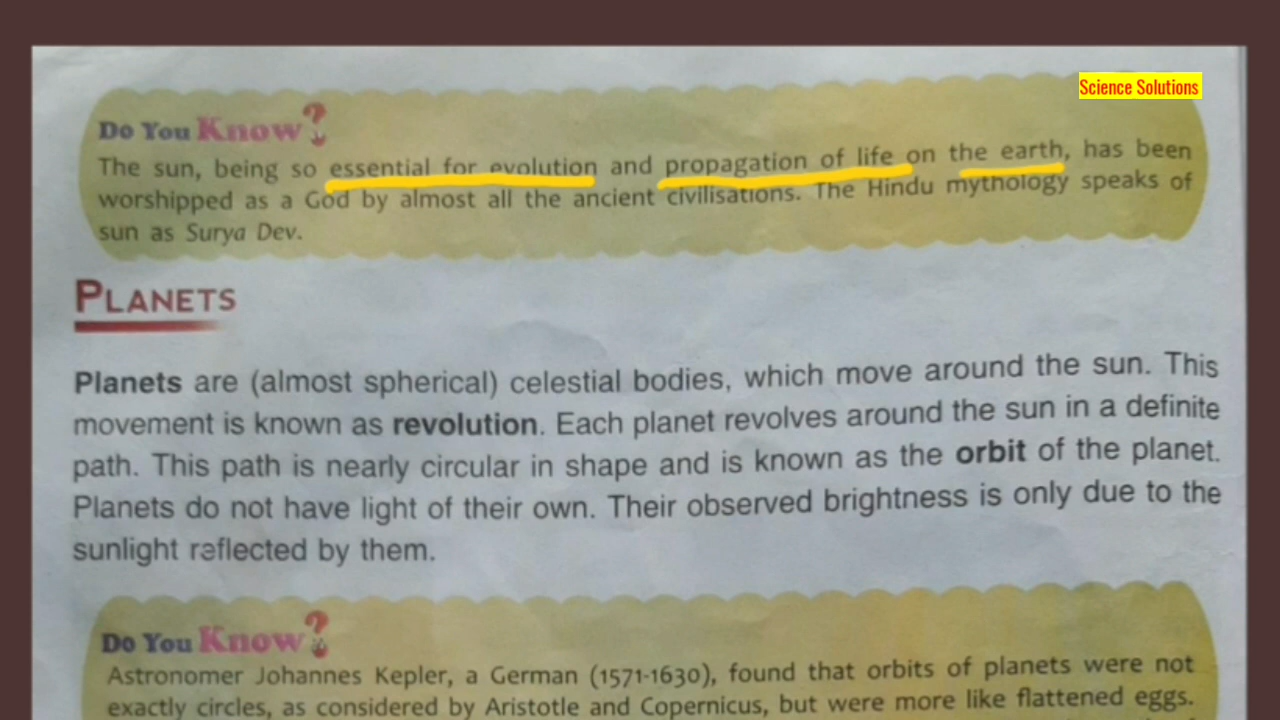 Science Solutions
Do You Know?
The sun, being so essential for evolution and propagation of life on the earth, has been
worshipped as a God by almost all the ancient civilisations. The Hindu mythology speaks of
sun as Surya Dev.
PLANETS
Planets are (almost spherical) celestial bodies, which move around the sun. This
movement is known as revolution. Each planet revolves around the sun in a definite
path. This path is nearly circular in shape and is known as the orbit of the planet.
Planets do not have light of their own. Their observed brightness is only due to the
sunlight reflected by them.
Do You Know?
Astronomer Johannes Kepler, a German (1571-1630), found that orbits of planets were not
exactly circles, as considered by Aristotle and Copernicus, but were more like flattened eggs.